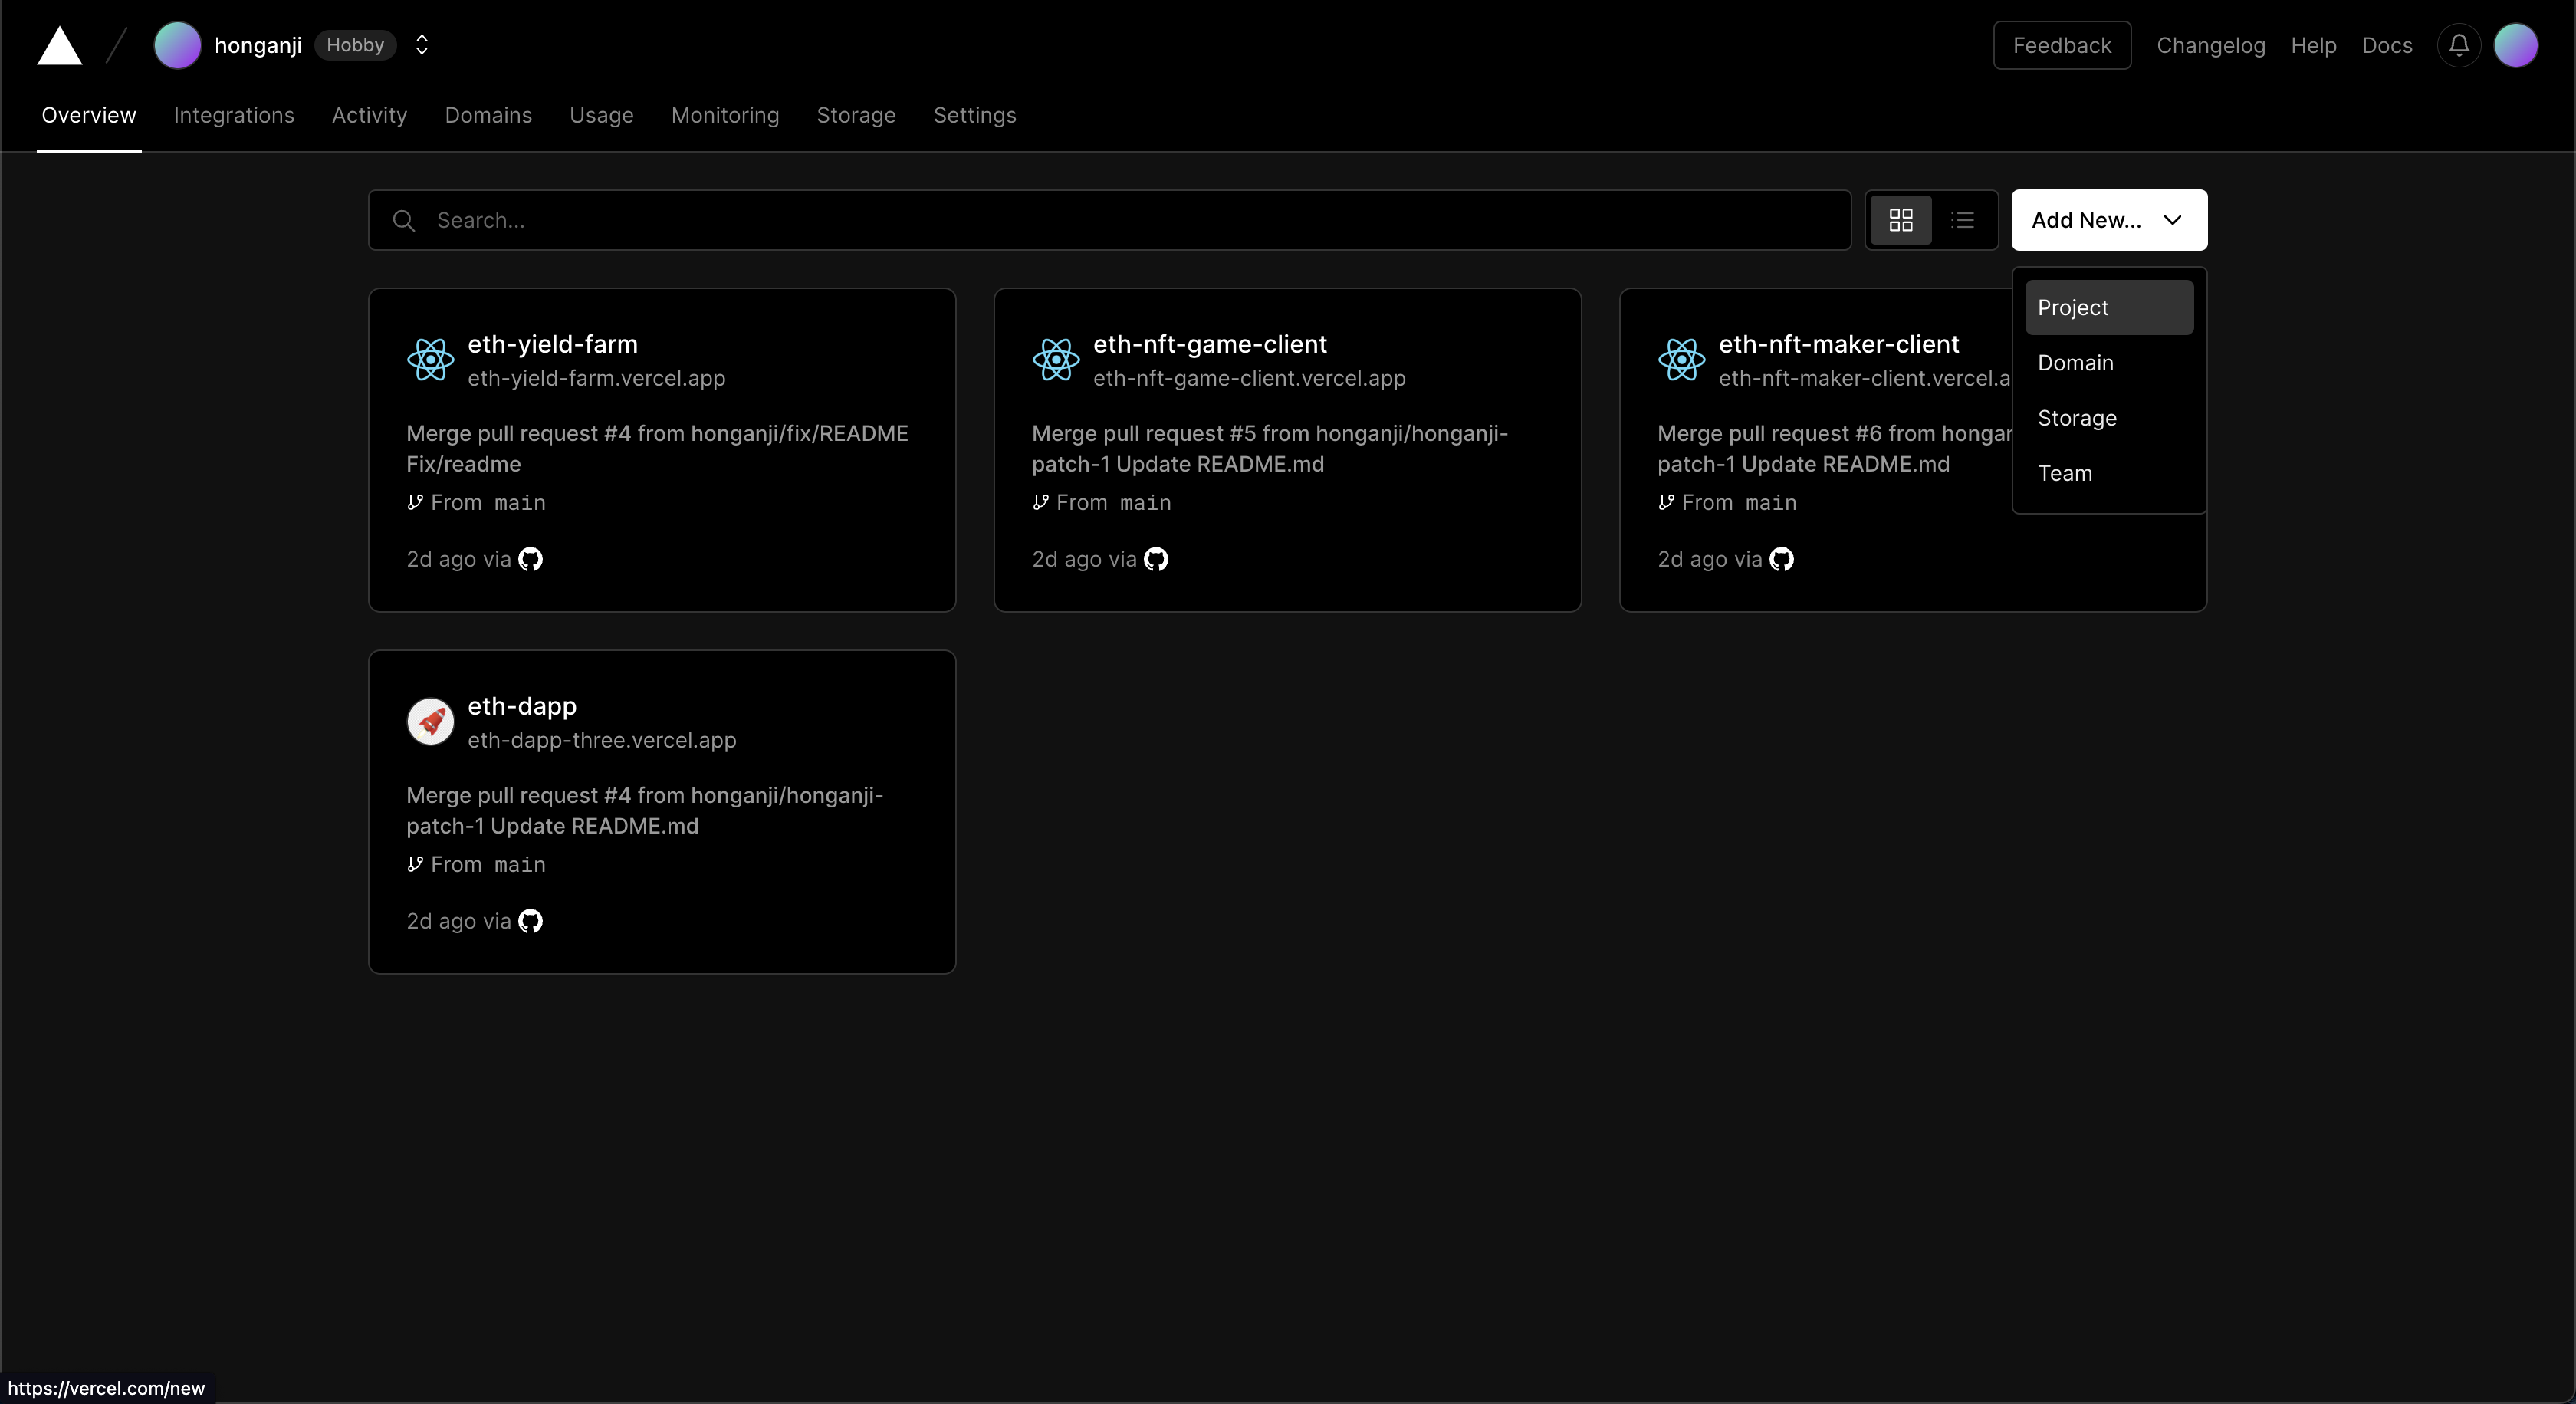 honganji Hobby
Feedback Changelog Help Docs
Overview Integrations Activity Domains Usage Monitoring Storage Settings
Search...
Add New...
Project
Domain
Storage
Team
eth-yield-farm
eth-yield-farm.vercel.app
Merge pull request #4 from honganji/fix/README
Fix/readme
From main
2d ago via
eth-nft-game-client
eth-nft-game-client.vercel.app
Merge pull request #5 from honganji/honganji-
patch-1 Update README.md
From main
2d ago via
eth-nft-maker-client
eth-nft-maker-client.vercel.a
Merge pull request #6 from hongan
patch-1 Update README.md
From main
2d ago via
eth-dapp
eth-dapp-three.vercel.app
Merge pull request #4 from honganji/honganji-
patch-1 Update README.md
From main
2d ago via
https://vercel.com/new